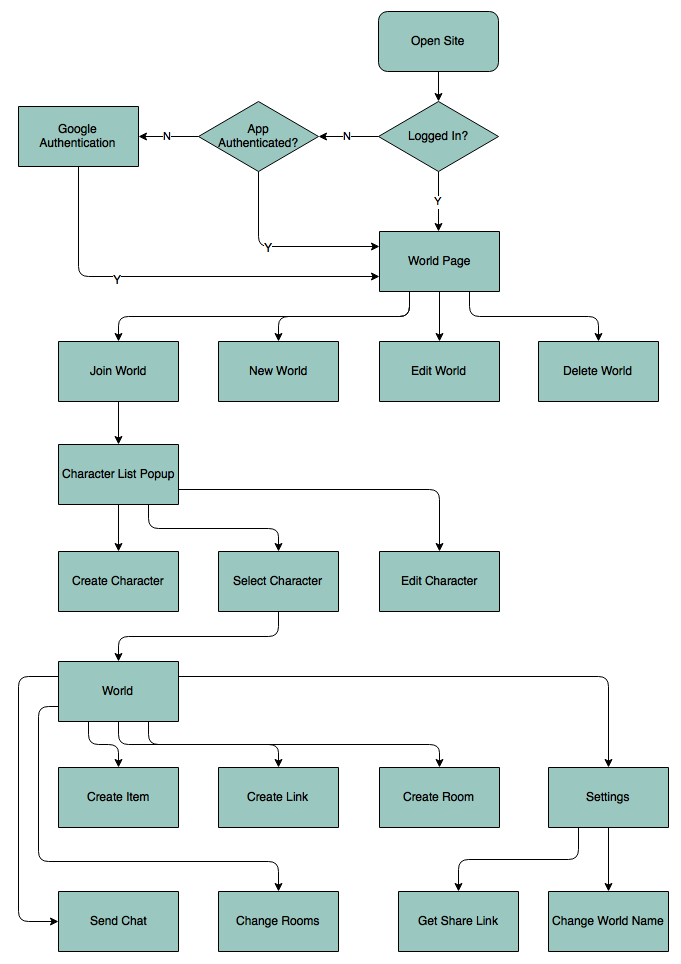 Open Site
Google
Authentication
N
App
Authenticated?
N
Logged In?
Y
Y
Y
World Page
Join World
New World
Edit World
Delete World
Character List Popup
Create Character
Select Character
Edit Character
World
Create Item
Create Link
Create Room
Settings
Send Chat
Change Rooms
Get Share Link
Change World Name